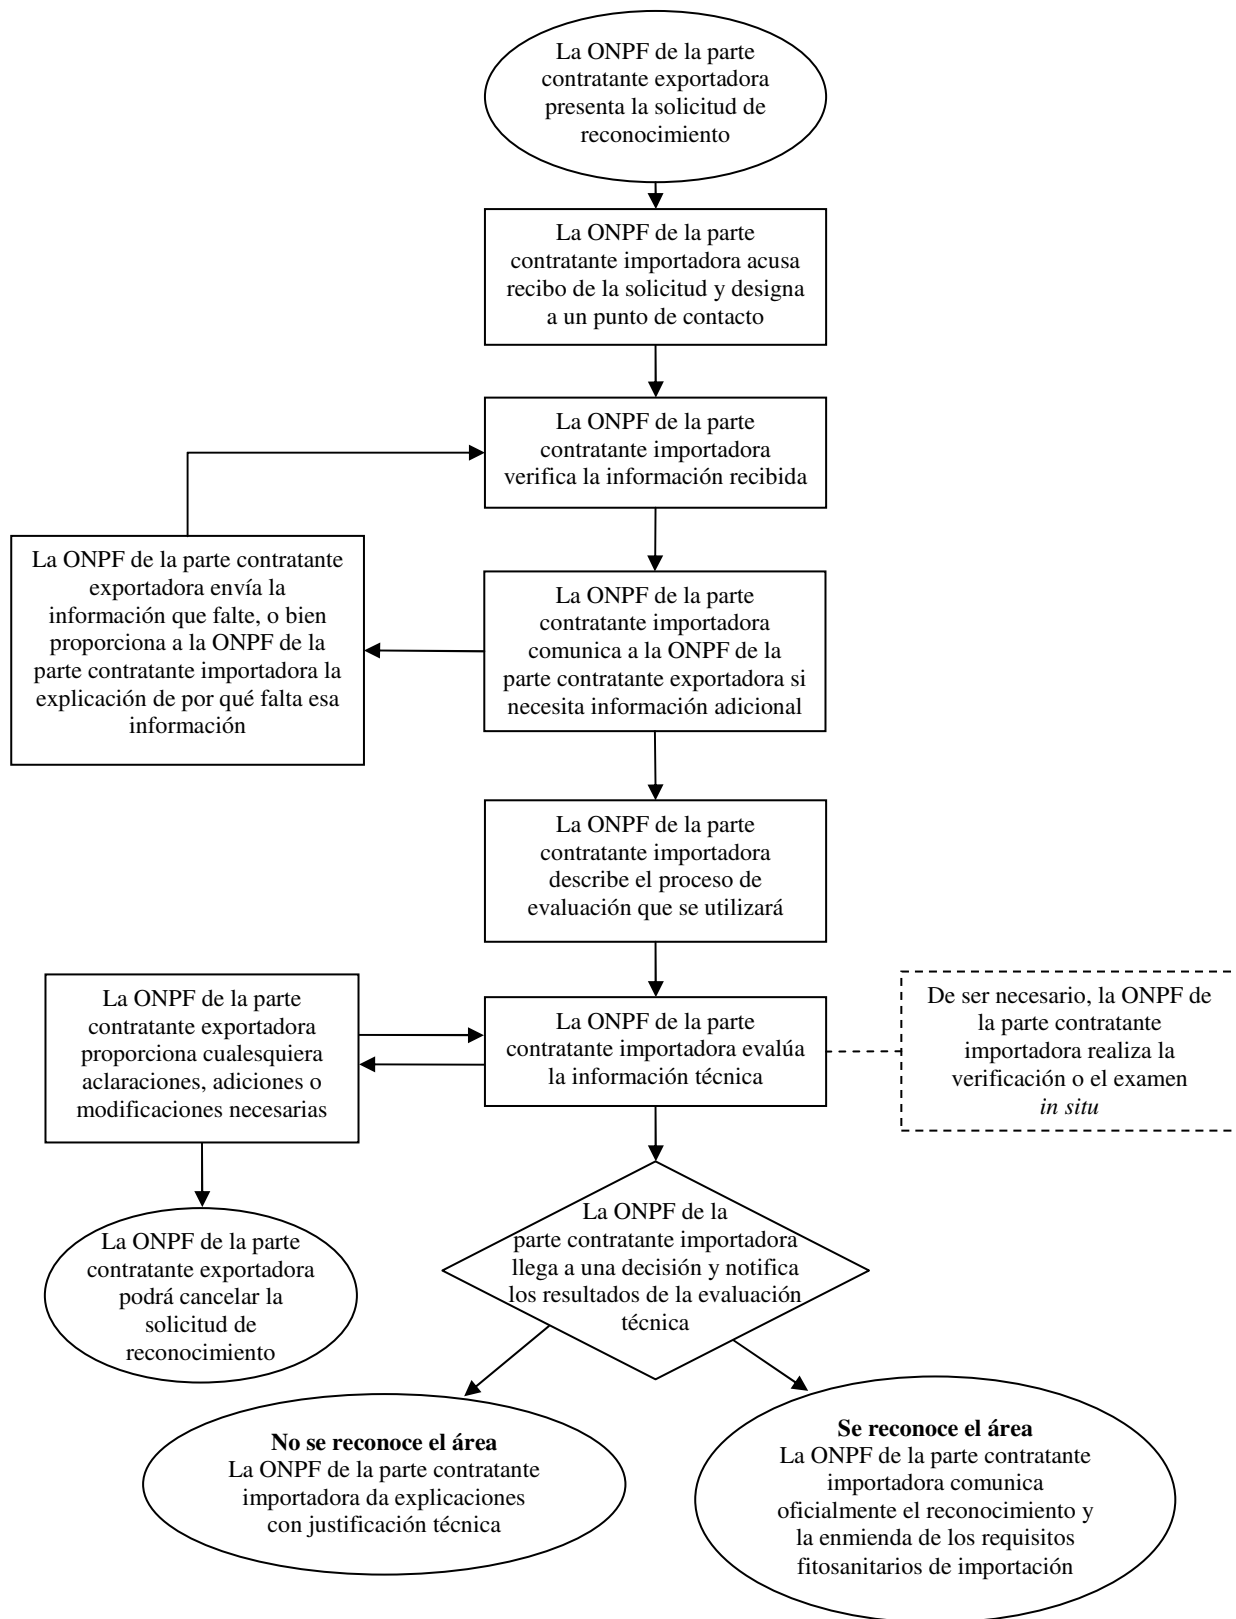 La ONPF de la parte
contratante exportadora
presenta la solicitud de
reconocimiento
La ONPF de la parte
contratante importadora acusa
recibo de la solicitud y designa
a un punto de contacto
La ONPF de la parte
contratante importadora
verifica la información recibida
La ONPF de la parte contratante
exportadora envía la
información que falte, o bien
proporciona a la ONPF de la
parte contratante importadora la
explicación de por qué falta esa
información
La ONPF de la parte
contratante importadora
comunica a la ONPF de la
parte contratante exportadora si
necesita información adicional
La ONPF de la parte
contratante importadora
describe el proceso de
evaluación que se utilizará
La ONPF de la parte
contratante exportadora
proporciona cualesquiera
aclaraciones, adiciones o
modificaciones necesarias
La ONPF de la parte
contratante importadora evalúa
la información técnica
De ser necesario, la ONPF de
la parte contratante
importadora realiza la
verificación o el examen
in situ
La ONPF de la parte
contratante exportadora
podrá cancelar la
solicitud de
reconocimiento
La ONPF de la
parte contratante importadora
llega a una decisión y notifica
los resultados de la evaluación
técnica
No se reconoce el área
La ONPF de la parte contratante
importadora da explicaciones
con justificación técnica
Se reconoce el área
La ONPF de la parte contratante
importadora comunica
oficialmente el reconocimiento y
la enmienda de los requisitos
fitosanitarios de importación